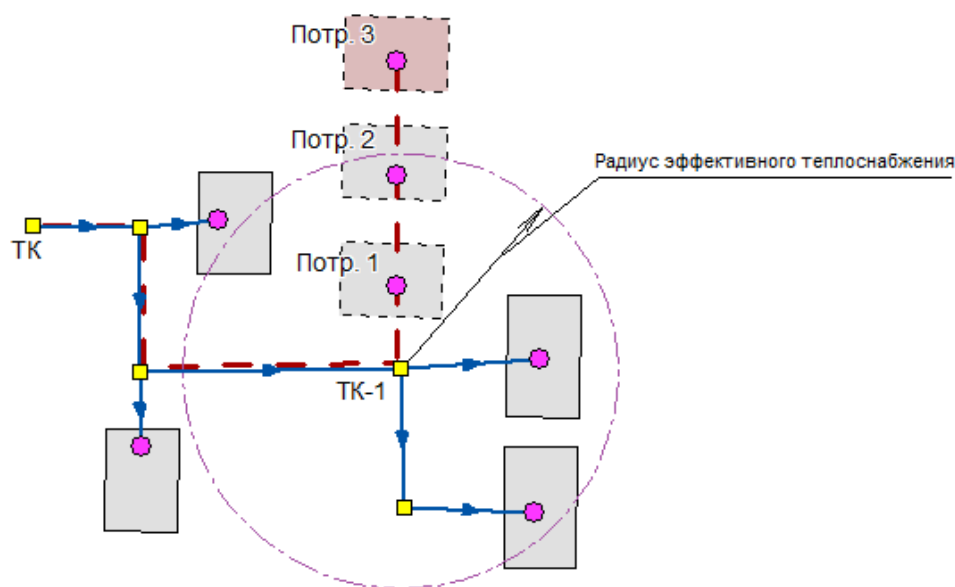 Потр. 3
Потр. 2
Радиус эффективного теплоснабжения
ТК
Потр. 1
ТК-1